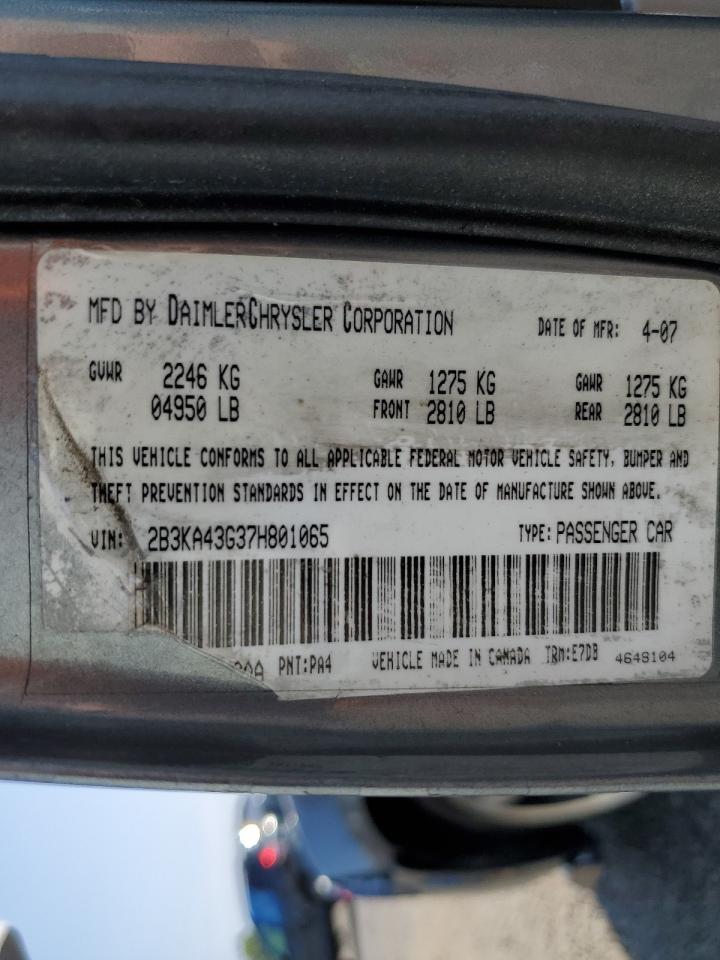 MFD BY DAIMLERCHRYSLER CORPORATION DATE OF MFR: 4-07
GVWR 2246 KG GAWR 1275 KG GAWR 1275 KG
04950 LB FRONT 2810 LB REAR 2810 LB
THIS VEHICLE CONFORMS TO ALL APPLICABLE FEDERAL MOTOR VEHICLE SAFETY, BUMPER AND
THEFT PREVENTION STANDARDS IN EFFECT ON THE DATE OF MANUFACTURE SHOWN ABOVE.
VIN: 2B3KA43G37H801065 TYPE: PASSENGER CAR
PNT:PA4 VEHICLE MADE IN CANADA TRM:E7DB 4648104